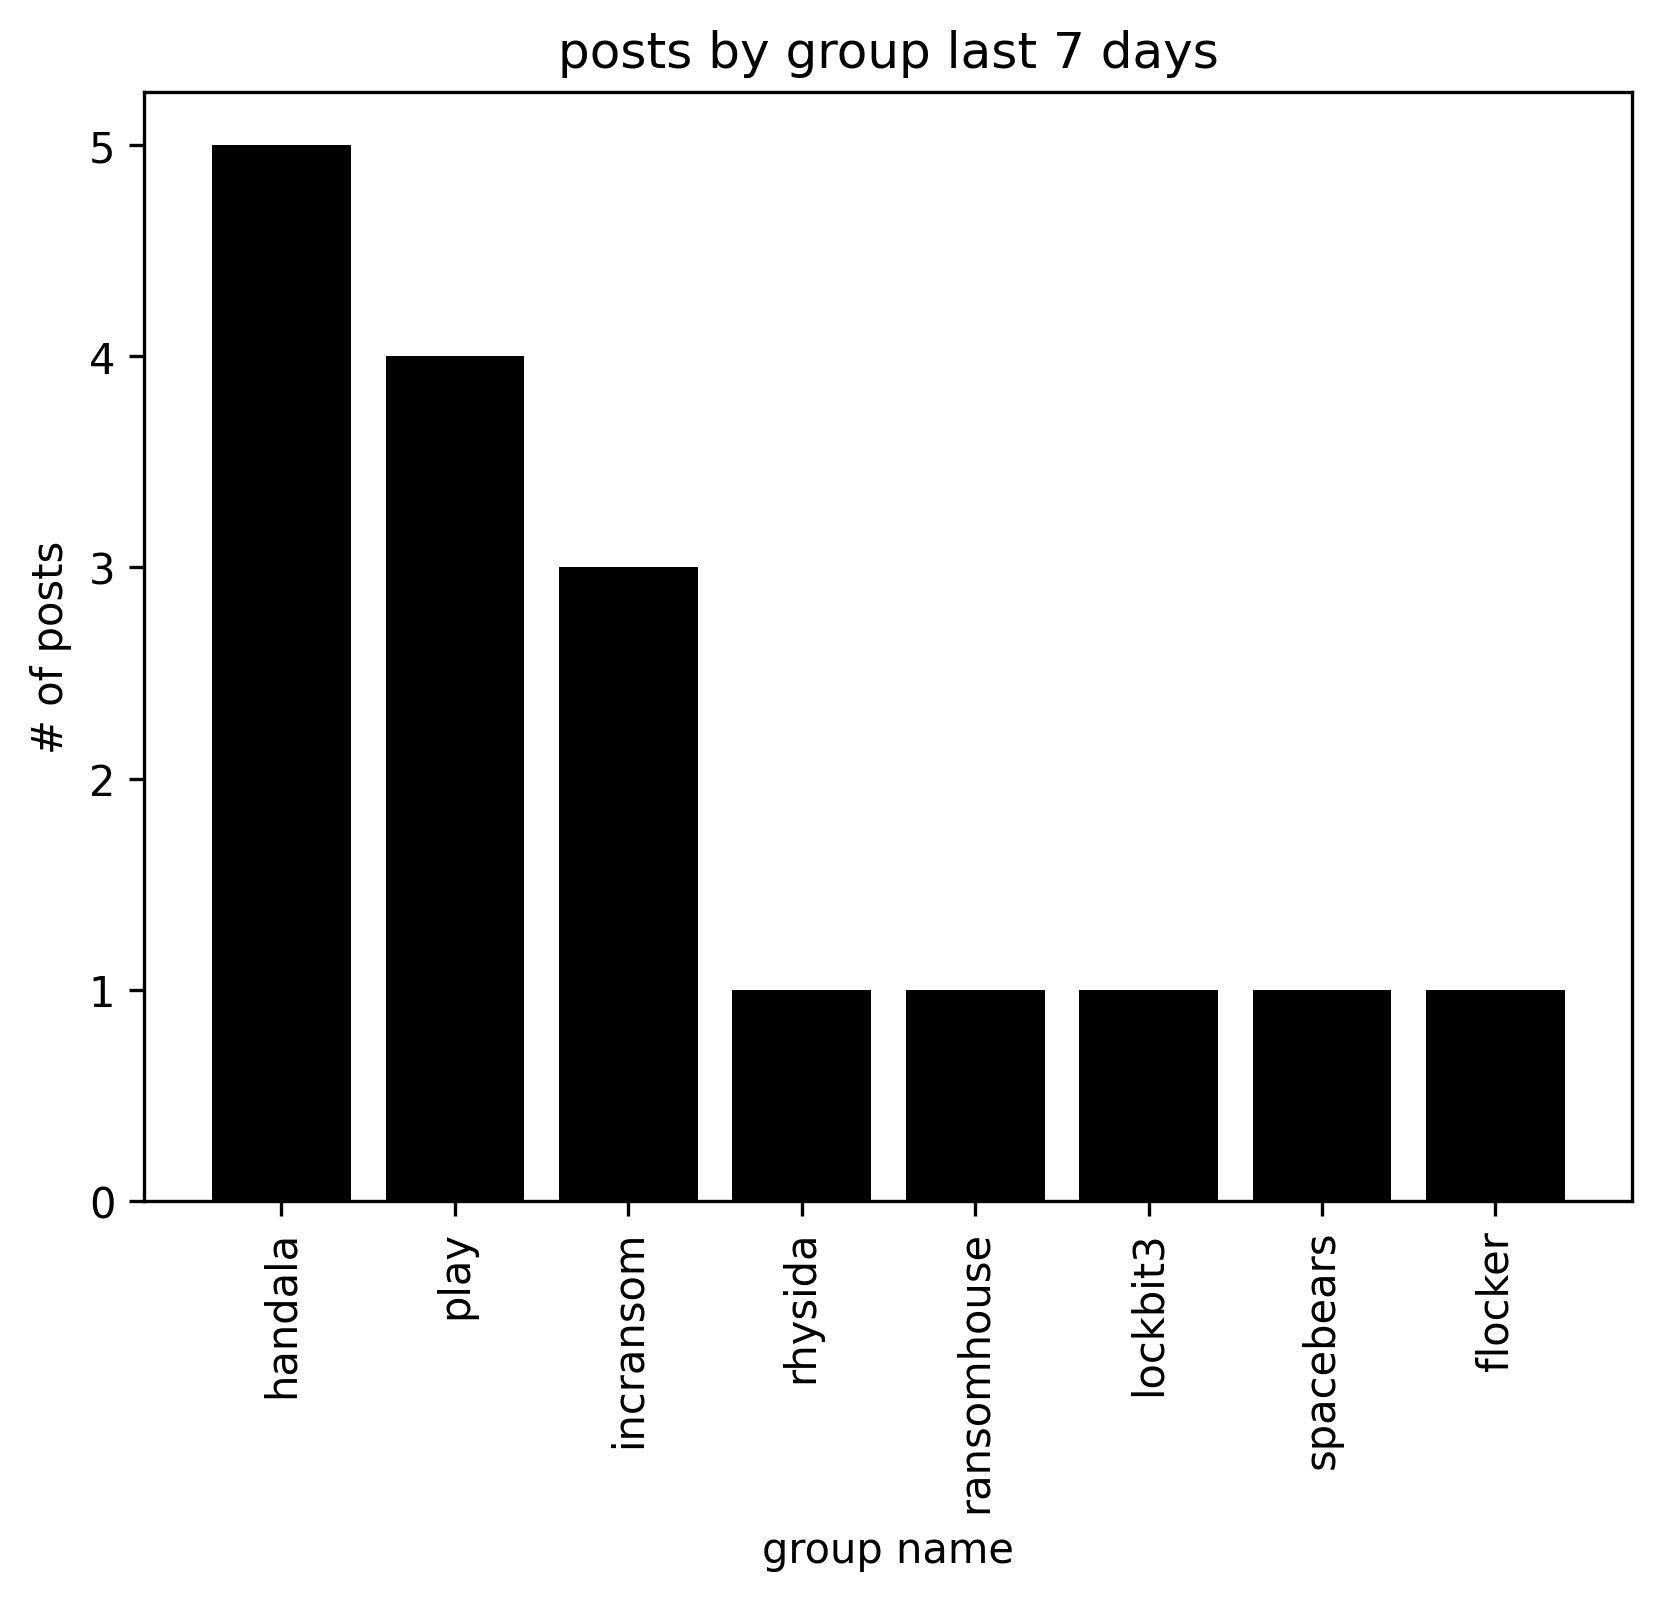 posts by group last 7 days
# of posts
5
4
3
2
1
0
handala
play
incransom
rhysida
ransomhouse
lockbit3
spacebears
flocker
group name